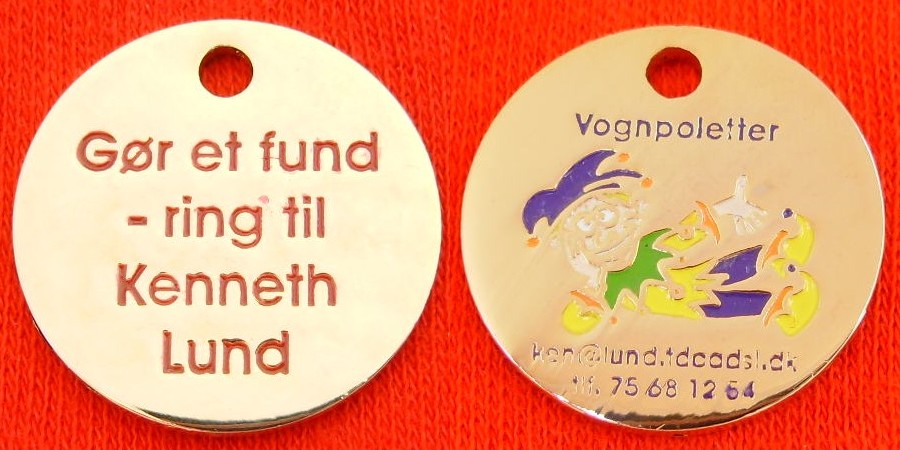 Gør et fund
- ring til
Kenneth
Lund
Vognpoletter
ken@lund.tdcadsl.dk
tlf. 75 68 12 64